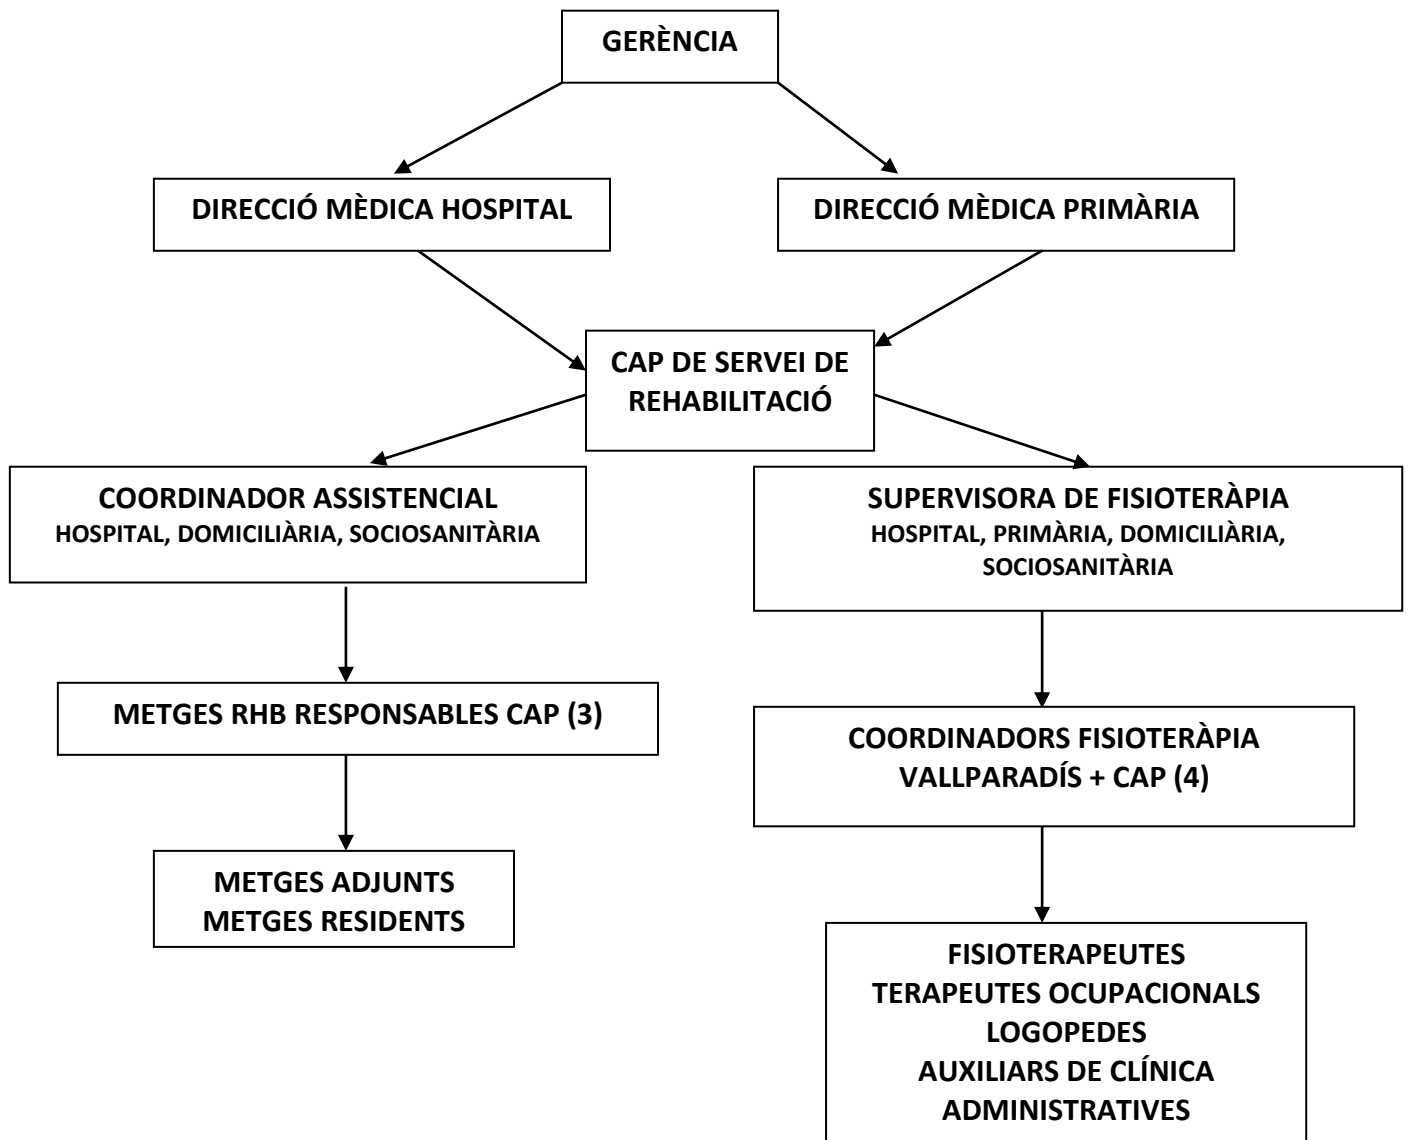 GERÈNCIA
DIRECCIÓ MÈDICA HOSPITAL
DIRECCIÓ MÈDICA PRIMÀRIA
CAP DE SERVEI DE
REHABILITACIÓ
COORDINADOR ASSISTENCIAL
HOSPITAL, DOMICILIÀRIA, SOCIOSANITÀRIA
SUPERVISORA DE FISIOTERÀPIA
HOSPITAL, PRIMÀRIA, DOMICILIÀRIA,
SOCIOSANITÀRIA
METGES RHB RESPONSABLES CAP (3)
COORDINADORS FISIOTERÀPIA
VALLPARADÍS + CAP (4)
METGES ADJUNTS
METGES RESIDENTS
FISIOTERAPEUTES
TERAPEUTES OCUPACIONALS
LOGOPEDES
AUXILIARS DE CLÍNICA
ADMINISTRATIVES